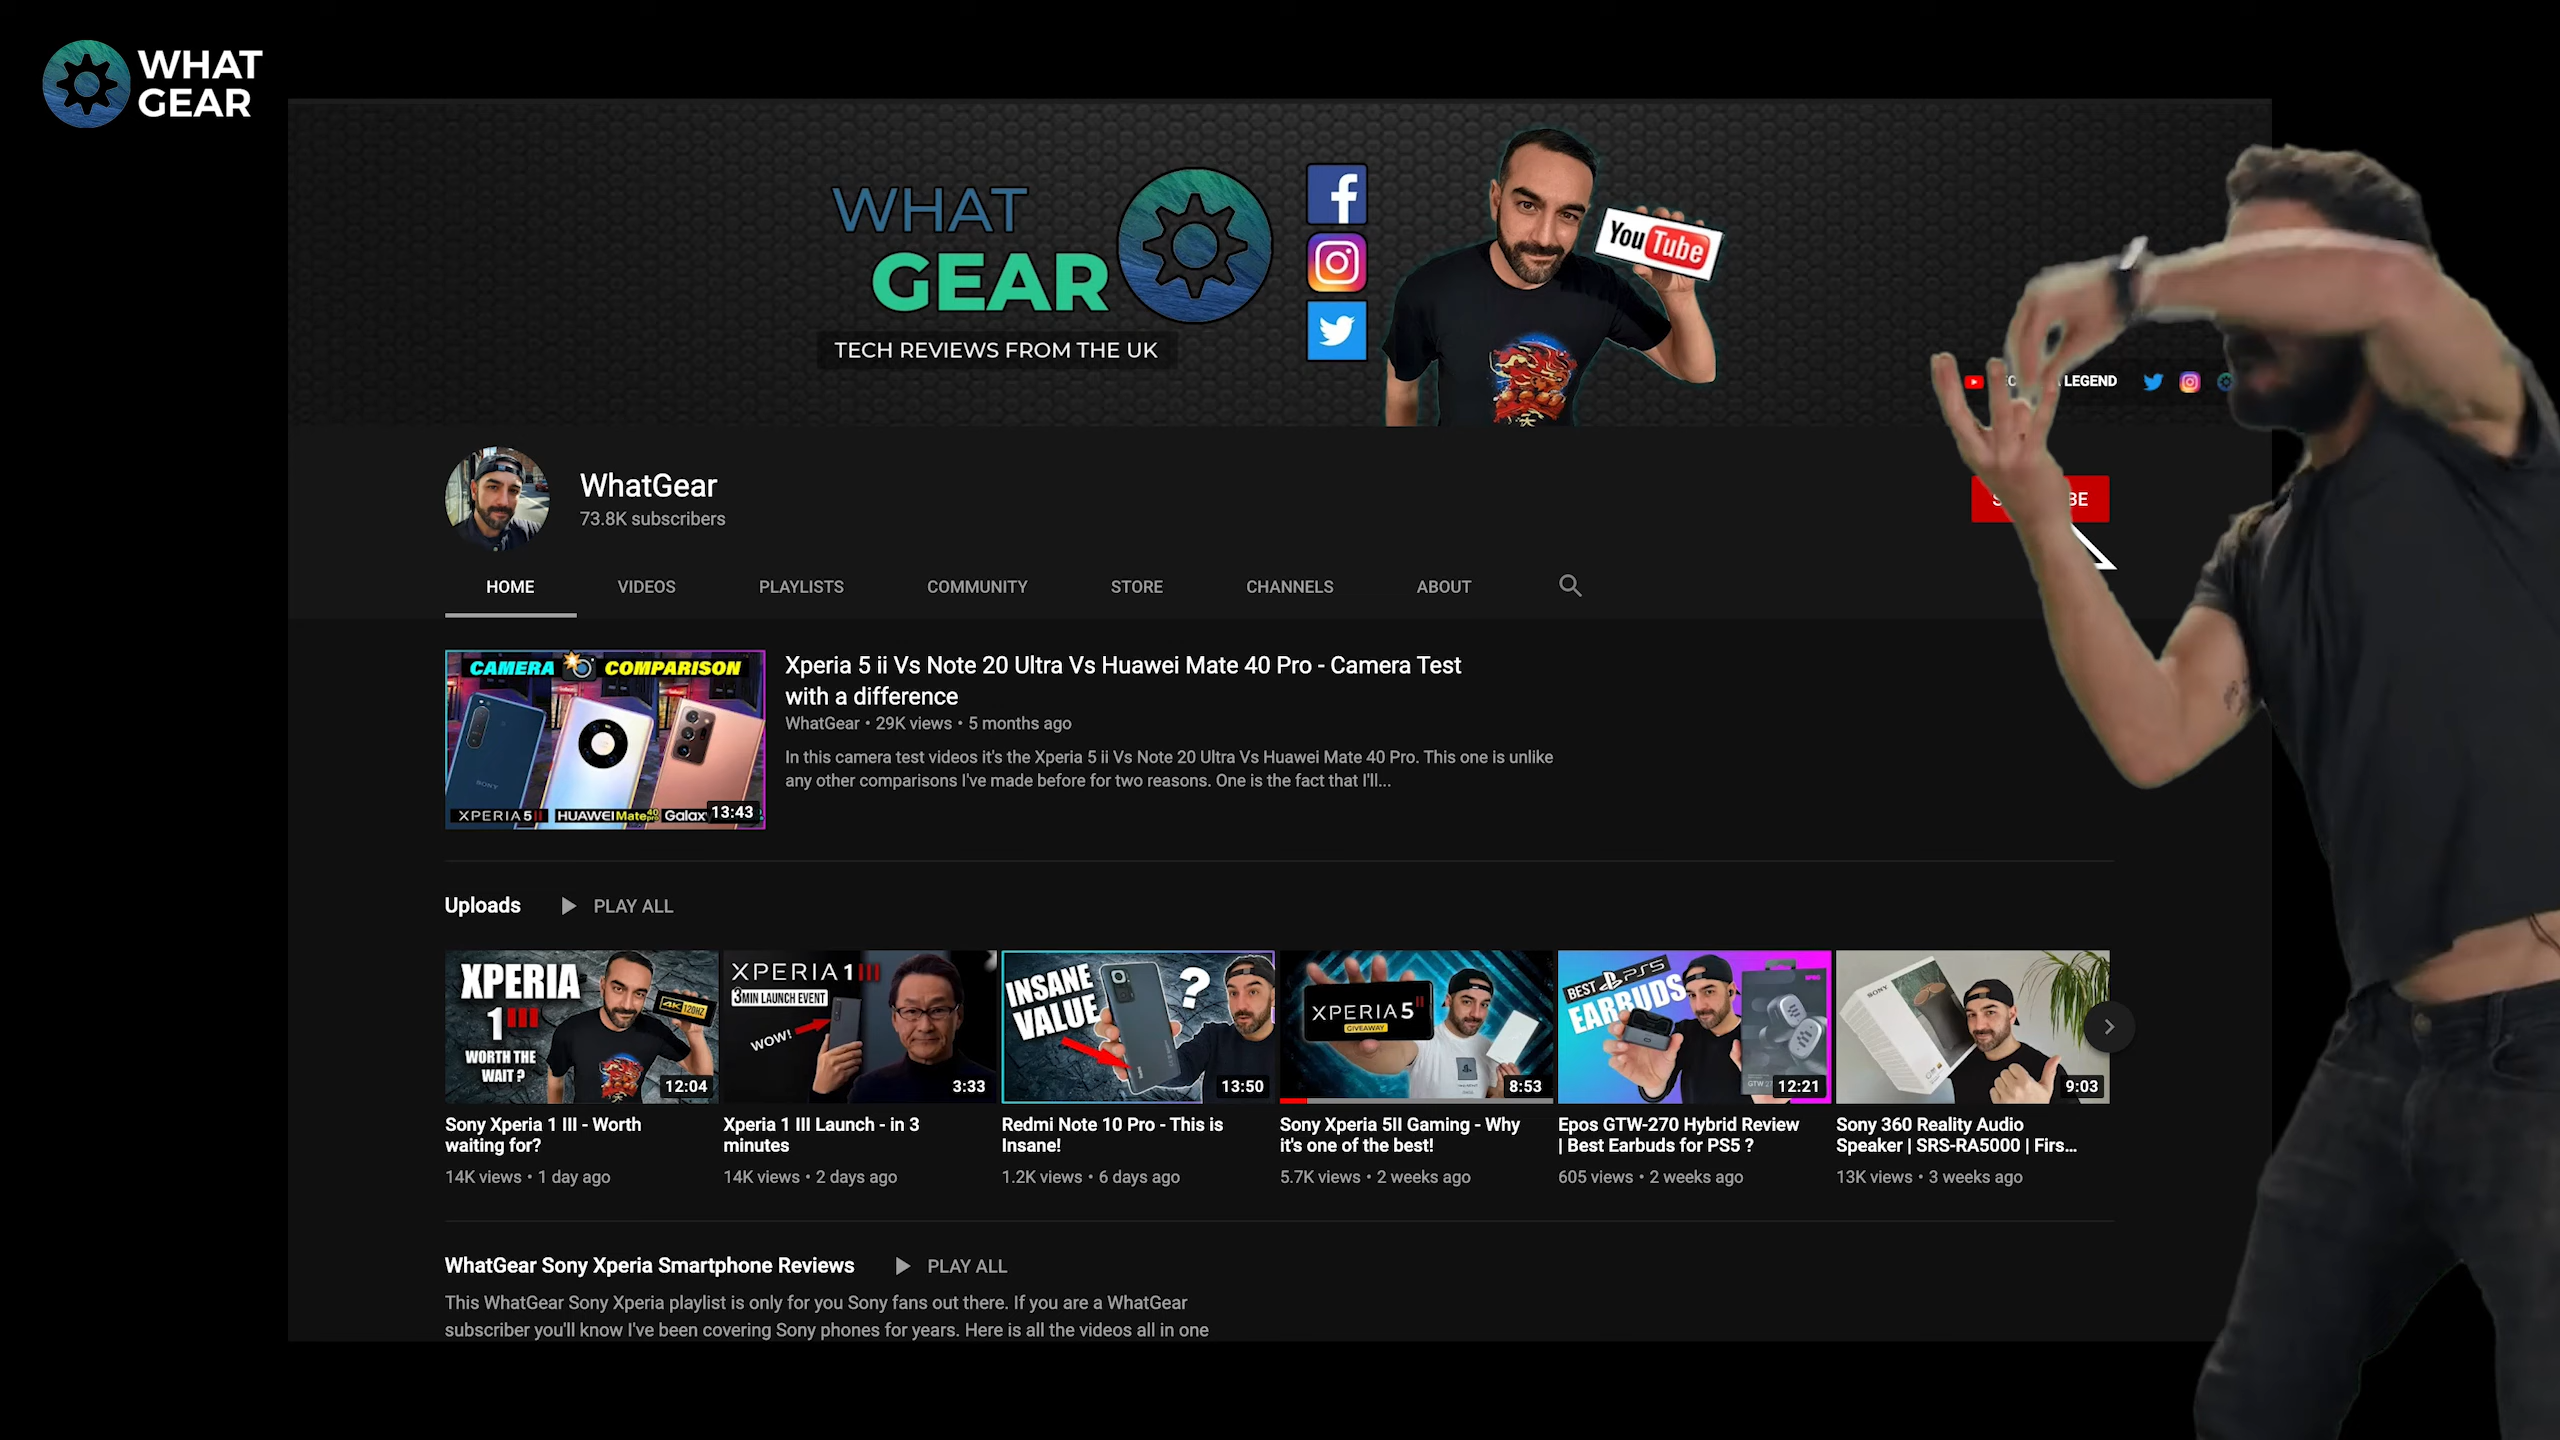 WHAT
GEAR
WHAT
GEAR
TECH REVIEWS FROM THE UK
You Tube
LEGEND
WhatGear
73.8K subscribers
HOME VIDEOS PLAYLISTS COMMUNITY STORE CHANNELS ABOUT
CAMERA COMPARISON
SONY
XPERIA 5 II HUAWEI Mate 40 pro Galax
13:43
Xperia 5 ii Vs Note 20 Ultra Vs Huawei Mate 40 Pro - Camera Test
with a difference
WhatGear • 29K views • 5 months ago
In this camera test videos it's the Xperia 5 ii Vs Note 20 Ultra Vs Huawei Mate 40 Pro. This one is unlike
any other comparisons I've made before for two reasons. One is the fact that I'll...
Uploads PLAY ALL
XPERIA
1 III
WORTH THE
WAIT ?
4K 120HZ
12:04
Sony Xperia 1 III - Worth
waiting for?
14K views • 1 day ago
XPERIA 1 III
3MIN LAUNCH EVENT
WOW!
3:33
Xperia 1 III Launch - in 3
minutes
14K views • 2 days ago
INSANE
VALUE
?
13:50
Redmi Note 10 Pro - This is
Insane!
1.2K views • 6 days ago
XPERIA 5 II
GIVEAWAY
8:53
Sony Xperia 5II Gaming - Why
it's one of the best!
5.7K views • 2 weeks ago
BEST PS5
EARBUDS
12:21
Epos GTW-270 Hybrid Review
| Best Earbuds for PS5 ?
605 views • 2 weeks ago
SONY
9:03
Sony 360 Reality Audio
Speaker | SRS-RA5000 | Firs...
13K views • 3 weeks ago
WhatGear Sony Xperia Smartphone Reviews PLAY ALL
This WhatGear Sony Xperia playlist is only for you Sony fans out there. If you are a WhatGear
subscriber you'll know I've been covering Sony phones for years. Here is all the videos all in one